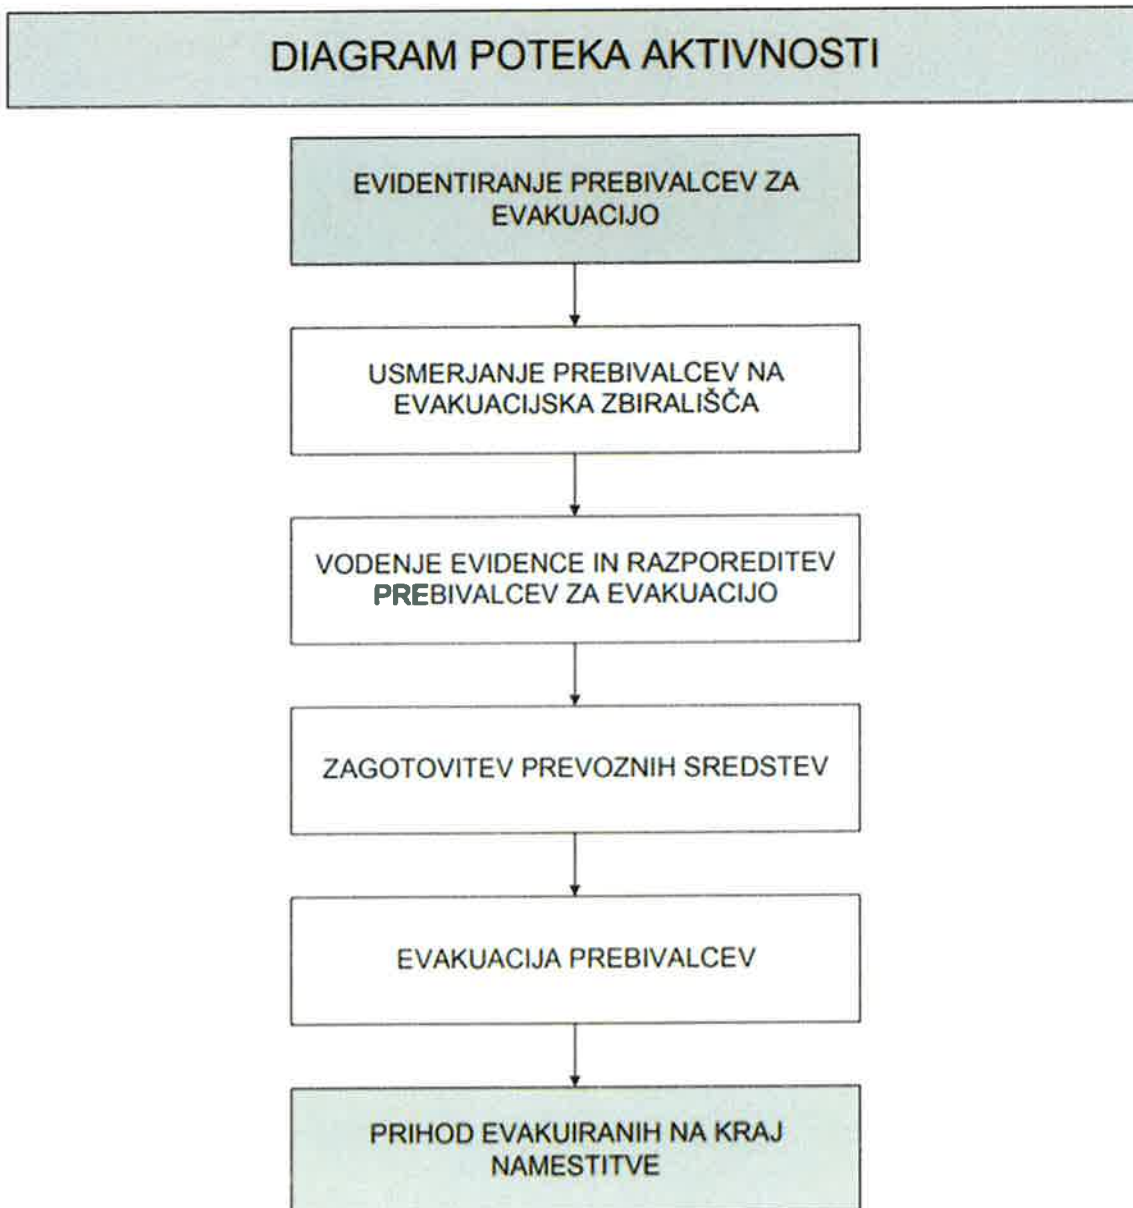 DIAGRAM POTEKA AKTIVNOSTI
EVIDENTIRANJE PREBIVALCEV ZA
EVAKUACIJO
USMERJANJE PREBIVALCEV NA
EVAKUACIJSKA ZBIRALIŠČA
VODENJE EVIDENCE IN RAZPOREDITEV
PREBIVALCEV ZA EVAKUACIJO
ZAGOTOVITEV PREVOZNIH SREDSTEV
EVAKUACIJA PREBIVALCEV
PRIHOD EVAKUIRANIH NA KRAJ
NAMESTITVE